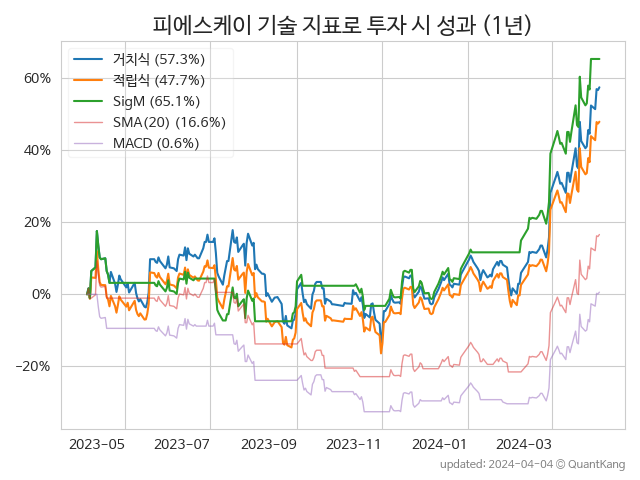 피에스케이 기술 지표로 투자 시 성과 (1년)
거치식 (57.3%)
적립식 (47.7%)
SigM (65.1%)
SMA(20) (16.6%)
MACD (0.6%)
60%
40%
20%
0%
−20%
2023-05
2023-07
2023-09
2023-11
2024-01
2024-03
updated: 2024-04-04 © QuantKang